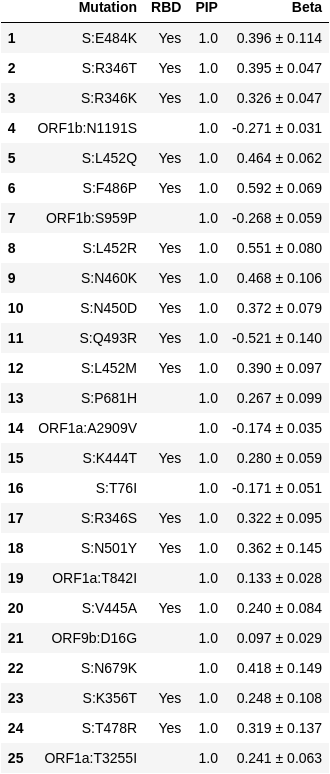 Mutation RBD PIP Beta
1 S:E484K Yes 1.0 0.396 ± 0.114
2 S:R346T Yes 1.0 0.395 ± 0.047
3 S:R346K Yes 1.0 0.326 ± 0.047
4 ORF1b:N1191S 1.0 -0.271 ± 0.031
5 S:L452Q Yes 1.0 0.464 ± 0.062
6 S:F486P Yes 1.0 0.592 ± 0.069
7 ORF1b:S959P 1.0 -0.268 ± 0.059
8 S:L452R Yes 1.0 0.551 ± 0.080
9 S:N460K Yes 1.0 0.468 ± 0.106
10 S:N450D Yes 1.0 0.372 ± 0.079
11 S:Q493R Yes 1.0 -0.521 ± 0.140
12 S:L452M Yes 1.0 0.390 ± 0.097
13 S:P681H 1.0 0.267 ± 0.099
14 ORF1a:A2909V 1.0 -0.174 ± 0.035
15 S:K444T Yes 1.0 0.280 ± 0.059
16 S:T76I 1.0 -0.171 ± 0.051
17 S:R346S Yes 1.0 0.322 ± 0.095
18 S:N501Y Yes 1.0 0.362 ± 0.145
19 ORF1a:T842I 1.0 0.133 ± 0.028
20 S:V445A Yes 1.0 0.240 ± 0.084
21 ORF9b:D16G 1.0 0.097 ± 0.029
22 S:N679K 1.0 0.418 ± 0.149
23 S:K356T Yes 1.0 0.248 ± 0.108
24 S:T478R Yes 1.0 0.319 ± 0.137
25 ORF1a:T3255I 1.0 0.241 ± 0.063